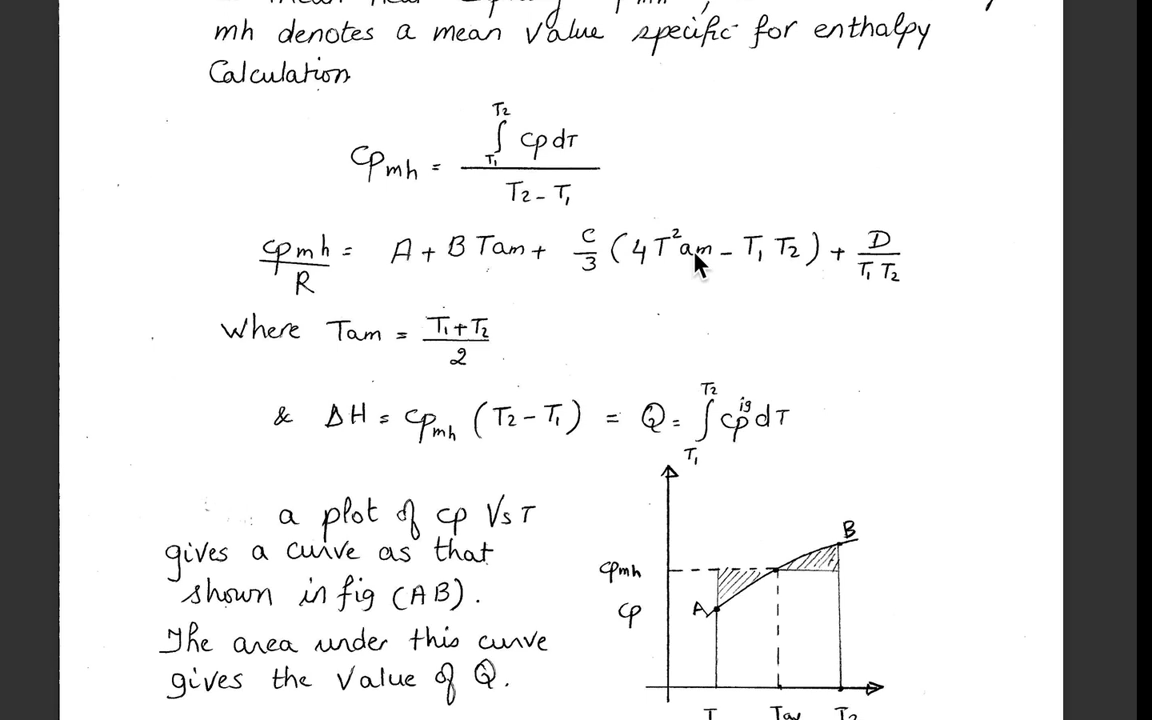 mh denotes a mean value specific for enthalpy
Calculation
Cpmh = ∫T1^T2 Cp dT / (T2 - T1)
Cpmh/R = A + B Tam + C/3 (4T²am - T1 T2) + D/(T1 T2)
where Tam = (T1 + T2)/2
& ΔH = Cpmh (T2 - T1) = Q = ∫T1^T2 Cp^ig dT
a plot of Cp Vs T
gives a curve as that
shown in fig (AB).
The area under this curve
gives the value of Q.
B
Cpmh
Cp
A
T Tav T2